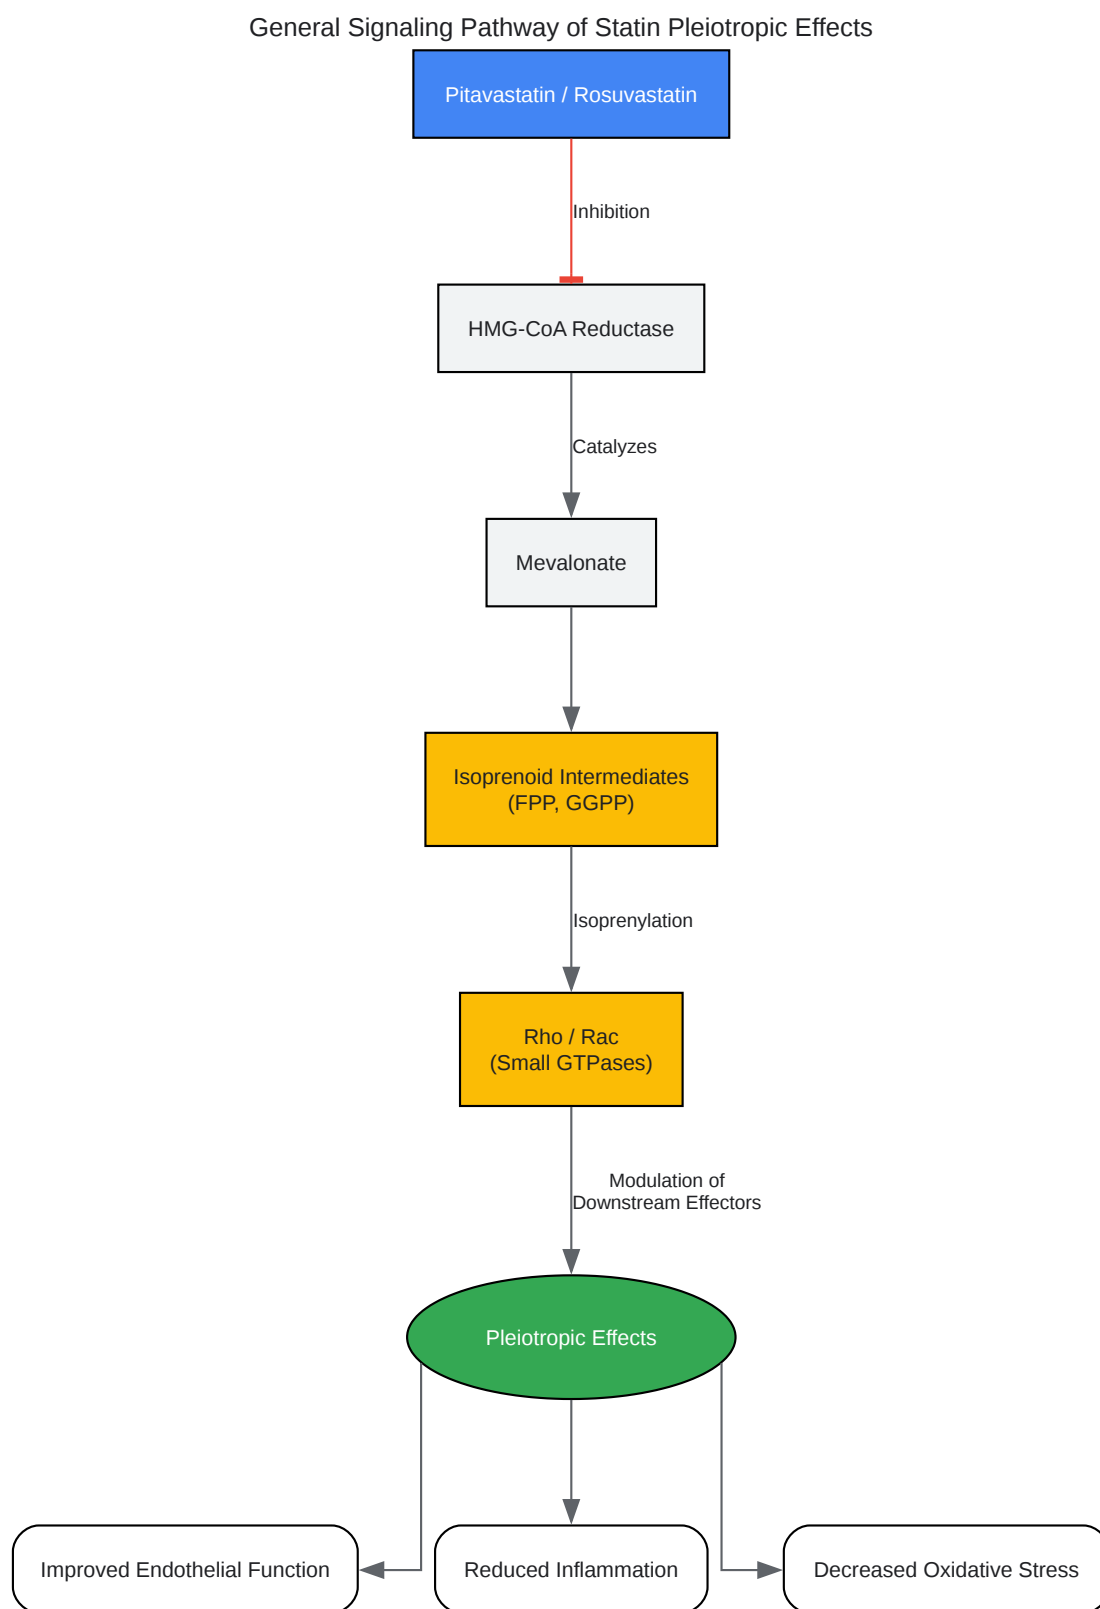 General Signaling Pathway of Statin Pleiotropic Effects
Pitavastatin / Rosuvastatin
Inhibition
HMG-CoA Reductase
Catalyzes
Mevalonate
Isoprenoid Intermediates
(FPP, GGPP)
Isoprenylation
Rho / Rac
(Small GTPases)
Modulation of
Downstream Effectors
Pleiotropic Effects
Improved Endothelial Function
Reduced Inflammation
Decreased Oxidative Stress